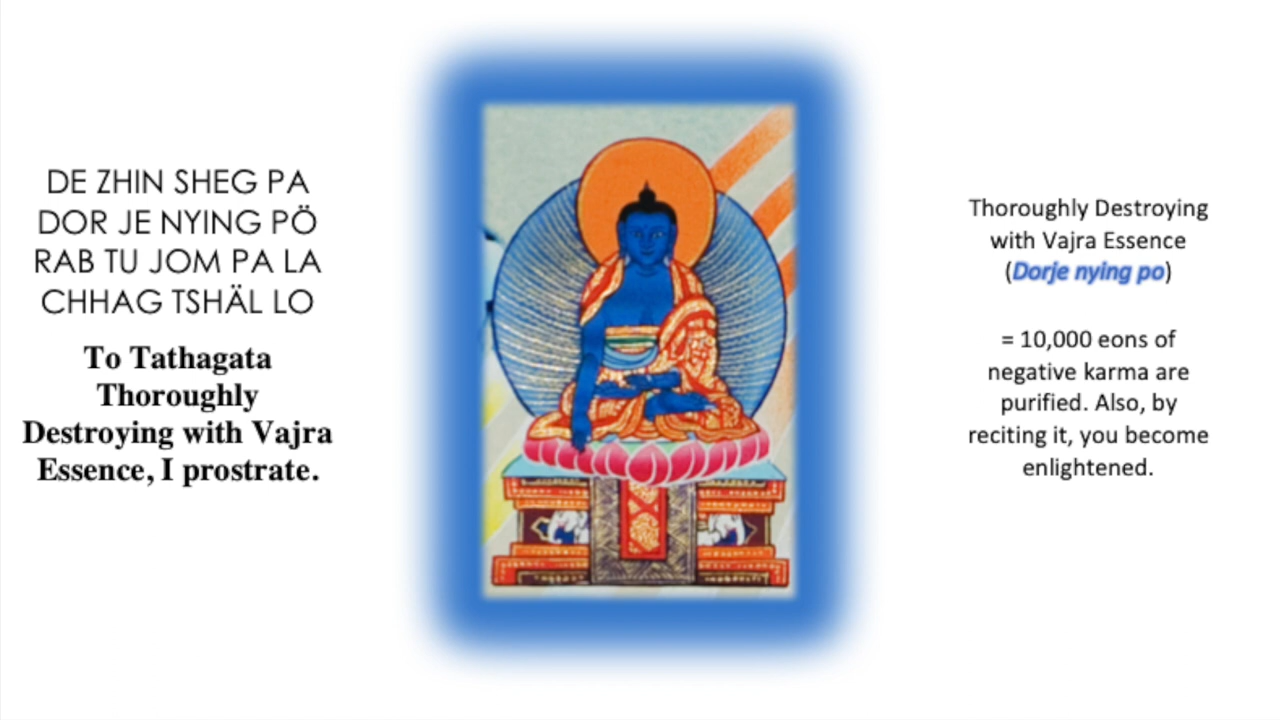 DE ZHIN SHEG PA
DOR JE NYING PÖ
RAB TU JOM PA LA
CHHAG TSHÄL LO
To Tathagata
Thoroughly
Destroying with Vajra
Essence, I prostrate.
Thoroughly Destroying
with Vajra Essence
(Dorje nying po)
= 10,000 eons of
negative karma are
purified. Also, by
reciting it, you become
enlightened.